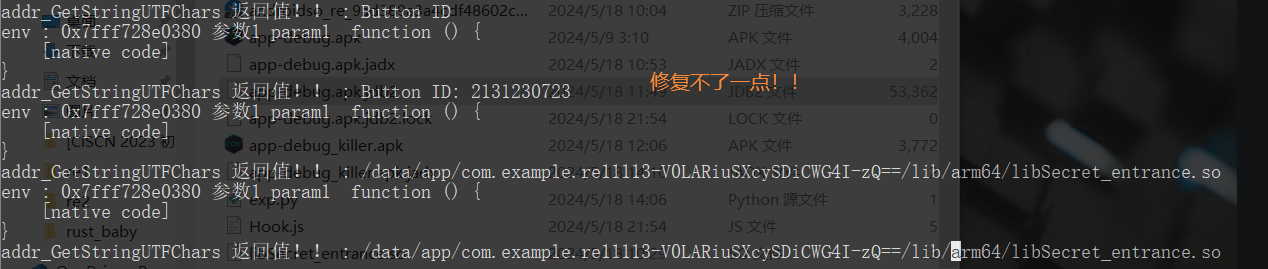 addr_GetStringUTFChars 返回值!! : Button ID
env : 0x7fff728e0380 参数1 param1  function () {
    [native code]
}
addr_GetStringUTFChars 返回值!! : Button ID: 2131230723
env : 0x7fff728e0380 参数1 param1  function () {
    [native code]
}
addr_GetStringUTFChars 返回值!! : /data/app/com.example.re11113-VOLARiuSXcySDiCWG4I-zQ==/lib/arm64/libSecret_entrance.so
env : 0x7fff728e0380 参数1 param1  function () {
    [native code]
}
addr_GetStringUTFChars 返回值!! : /data/app/com.example.re11113-VOLARiuSXcySDiCWG4I-zQ==/lib/arm64/libSecret_entrance.so
修复不了一点！！
2024/5/18 10:04 ZIP 压缩文件 3,228
app-debug.apk 2024/5/9 3:10 APK 文件 4,004
app-debug.apk.jadx 2024/5/18 10:53 JADX 文件 2
53,362
app-debug.apk.jdb2.lock 2024/5/18 21:54 LOCK 文件 0
app-debug_killer.apk 2024/5/18 12:06 APK 文件 3,772
exp.py 2024/5/18 14:06 Python 源文件 1
Hook.js 2024/5/18 21:54 JS 文件 5
文档
[CISCN 2023 初
rust_baby